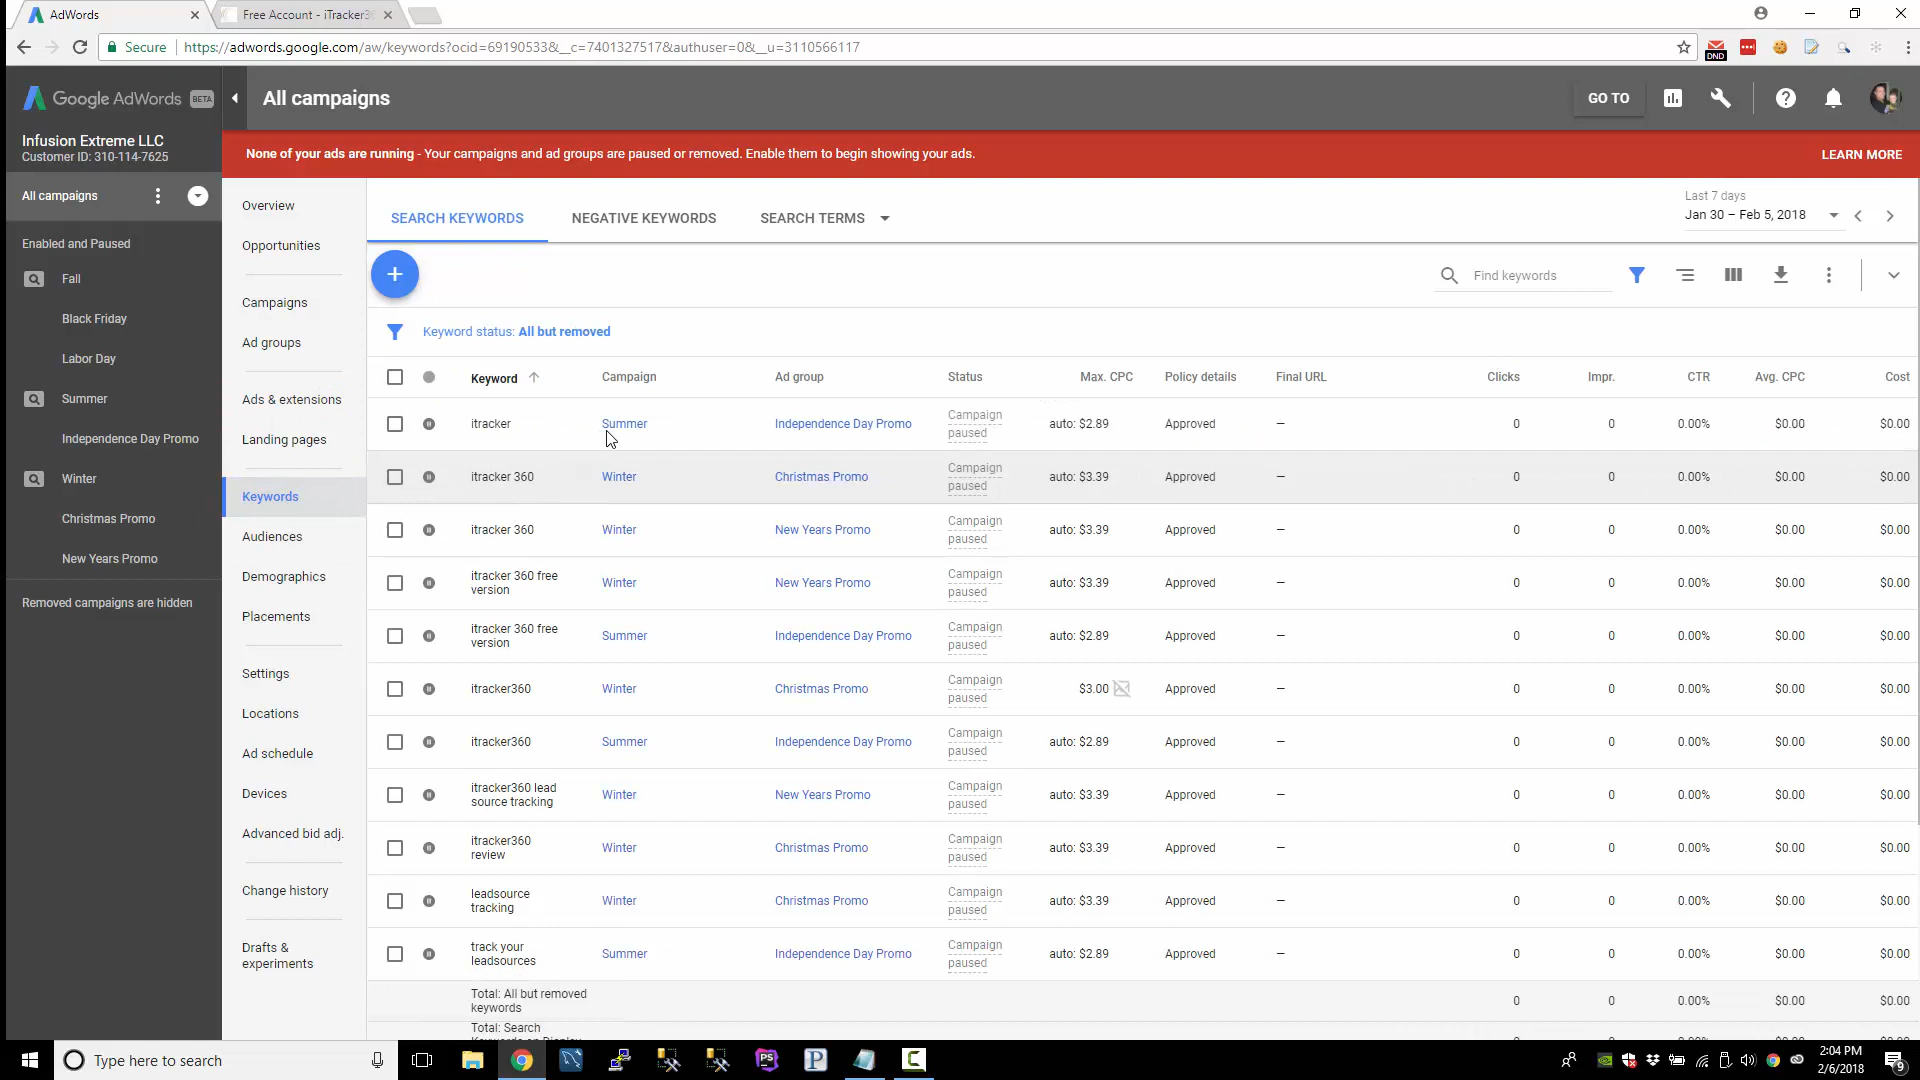 AdWords
Free Account - iTracker36
Secure
https://adwords.google.com/aw/keywords?ocid=69190533&__c=7401327517&authuser=0&__u=3110566117
DND
Google AdWords BETA
All campaigns
GO TO
Infusion Extreme LLC
Customer ID: 310-114-7625
None of your ads are running - Your campaigns and ad groups are paused or removed. Enable them to begin showing your ads.
LEARN MORE
All campaigns
Enabled and Paused
Fall
Black Friday
Labor Day
Summer
Independence Day Promo
Winter
Christmas Promo
New Years Promo
Removed campaigns are hidden
Overview
Opportunities
Campaigns
Ad groups
Ads & extensions
Landing pages
Keywords
Audiences
Demographics
Placements
Settings
Locations
Ad schedule
Devices
Advanced bid adj.
Change history
Drafts &
experiments
SEARCH KEYWORDS
NEGATIVE KEYWORDS
SEARCH TERMS
Last 7 days
Jan 30 – Feb 5, 2018
Find keywords
Keyword status: All but removed
Keyword Campaign Ad group Status Max. CPC Policy details Final URL Clicks Impr. CTR Avg. CPC Cost
itracker Summer Independence Day Promo Campaign paused auto: $2.89 Approved – 0 0 0.00% $0.00 $0.00
itracker 360 Winter Christmas Promo Campaign paused auto: $3.39 Approved – 0 0 0.00% $0.00 $0.00
itracker 360 Winter New Years Promo Campaign paused auto: $3.39 Approved – 0 0 0.00% $0.00 $0.00
itracker 360 free version Winter New Years Promo Campaign paused auto: $3.39 Approved – 0 0 0.00% $0.00 $0.00
itracker 360 free version Summer Independence Day Promo Campaign paused auto: $2.89 Approved – 0 0 0.00% $0.00 $0.00
itracker360 Winter Christmas Promo Campaign paused $3.00 Approved – 0 0 0.00% $0.00 $0.00
itracker360 Summer Independence Day Promo Campaign paused auto: $2.89 Approved – 0 0 0.00% $0.00 $0.00
itracker360 lead source tracking Winter New Years Promo Campaign paused auto: $3.39 Approved – 0 0 0.00% $0.00 $0.00
itracker360 review Winter Christmas Promo Campaign paused auto: $3.39 Approved – 0 0 0.00% $0.00 $0.00
leadsource tracking Winter Christmas Promo Campaign paused auto: $3.39 Approved – 0 0 0.00% $0.00 $0.00
track your leadsources Summer Independence Day Promo Campaign paused auto: $2.89 Approved – 0 0 0.00% $0.00 $0.00
Total: All but removed keywords 0 0 0.00% $0.00 $0.00
Total: Search
Type here to search
PS
P
C
2:04 PM
2/6/2018
9